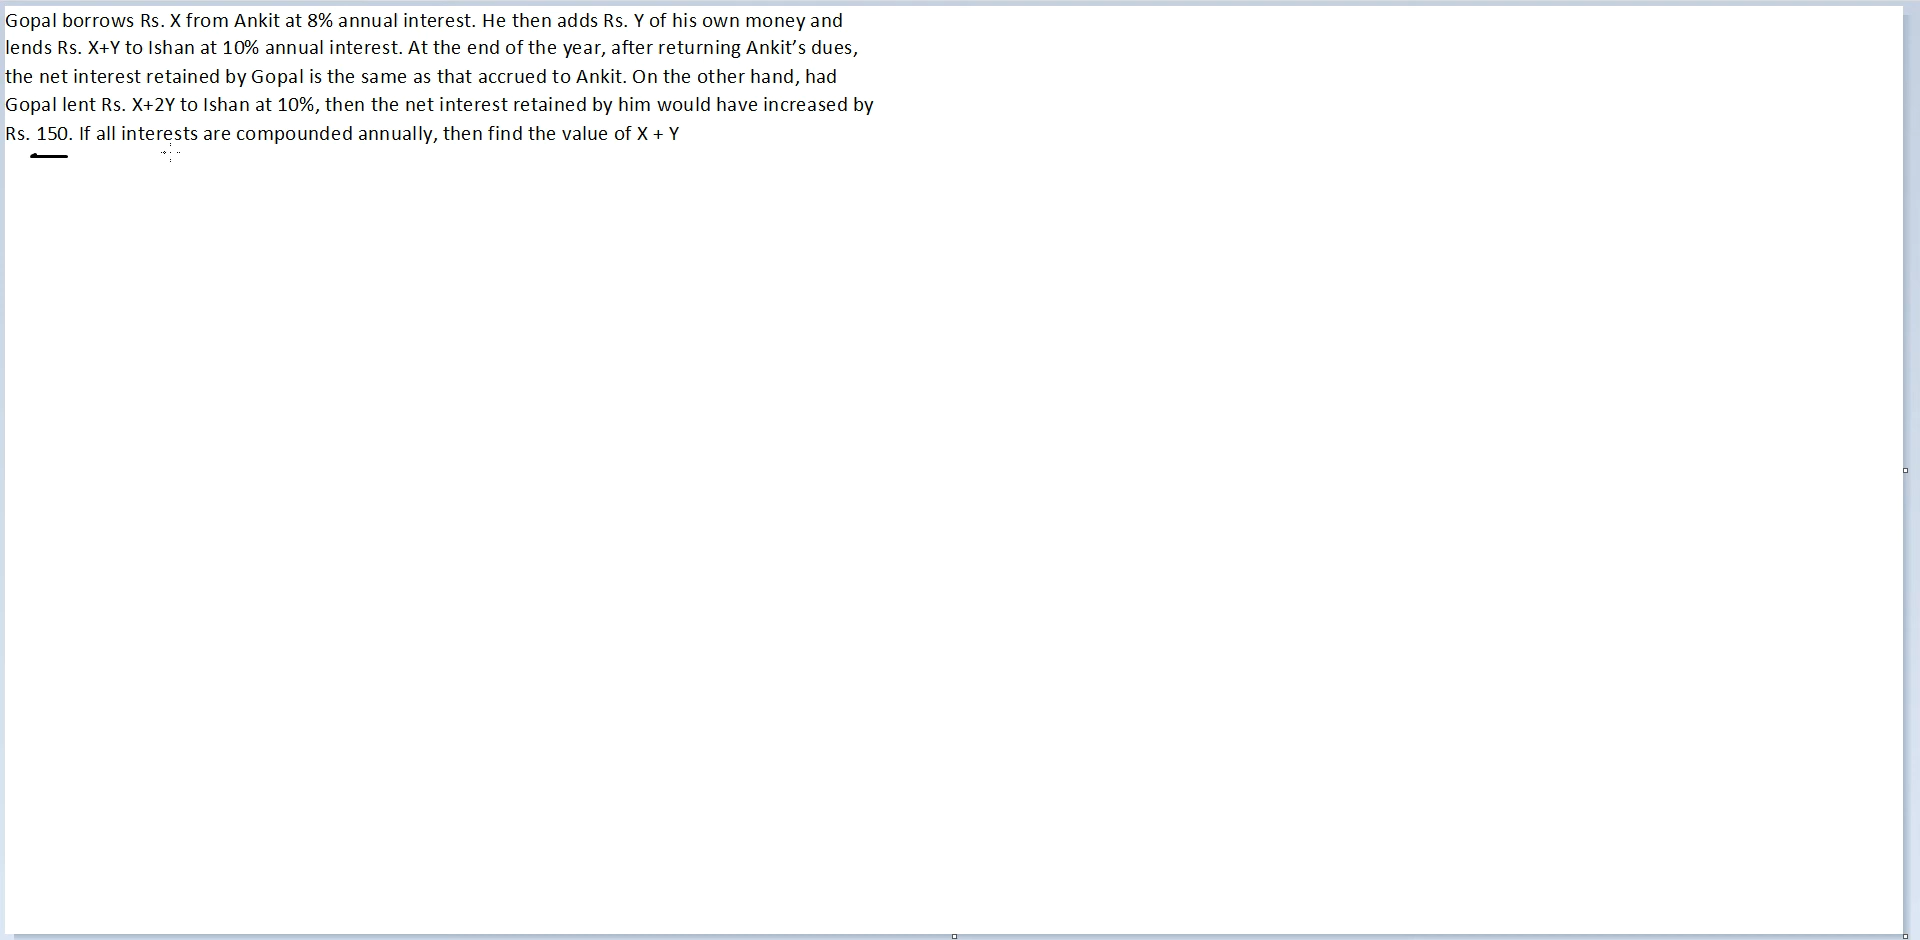 Gopal borrows Rs. X from Ankit at 8% annual interest. He then adds Rs. Y of his own money and
lends Rs. X+Y to Ishan at 10% annual interest. At the end of the year, after returning Ankit’s dues,
the net interest retained by Gopal is the same as that accrued to Ankit. On the other hand, had
Gopal lent Rs. X+2Y to Ishan at 10%, then the net interest retained by him would have increased by
Rs. 150. If all interests are compounded annually, then find the value of X + Y